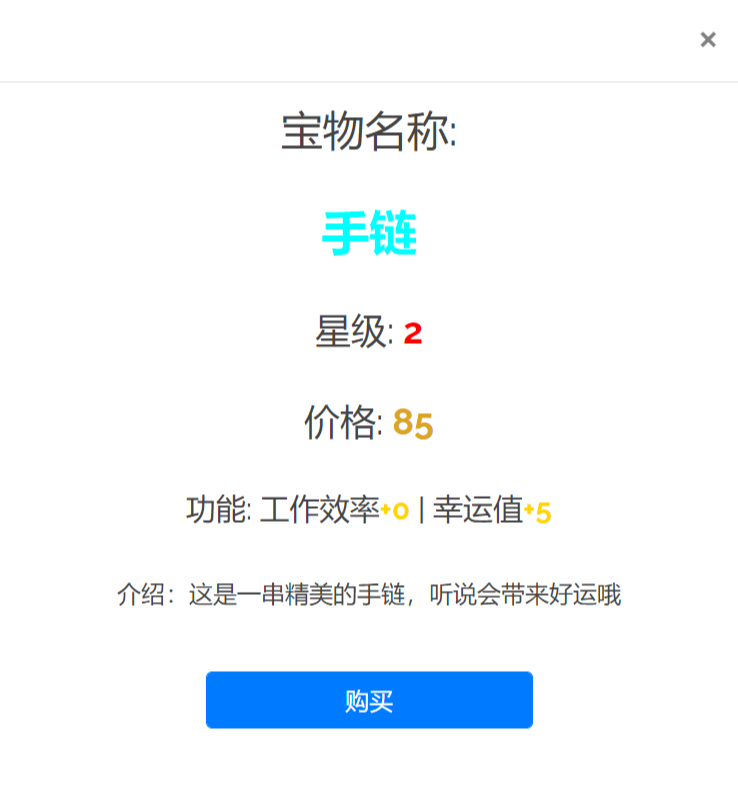 ×
宝物名称:
手链
星级: 2
价格: 85
功能: 工作效率+0 | 幸运值+5
介绍：这是一串精美的手链，听说会带来好运哦
购买